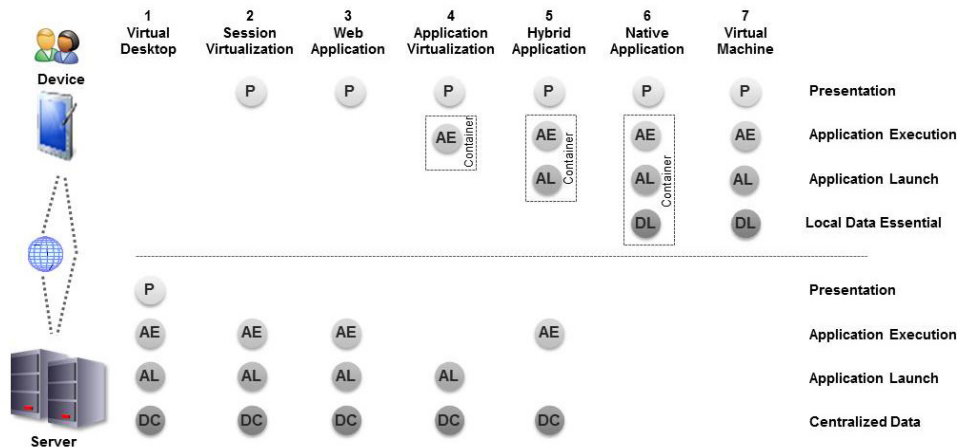 1 2 3 4 5 6 7
Virtual Session Web Application Hybrid Native Virtual
Desktop Virtualization Application Virtualization Application Application Machine
Device
P P P P P P Presentation
AE AE AE AE Application Execution
Container Container Container
AL AL AL Application Launch
DL DL Local Data Essential
P Presentation
AE AE AE AE Application Execution
AL AL AL AL Application Launch
DC DC DC DC DC Centralized Data
Server